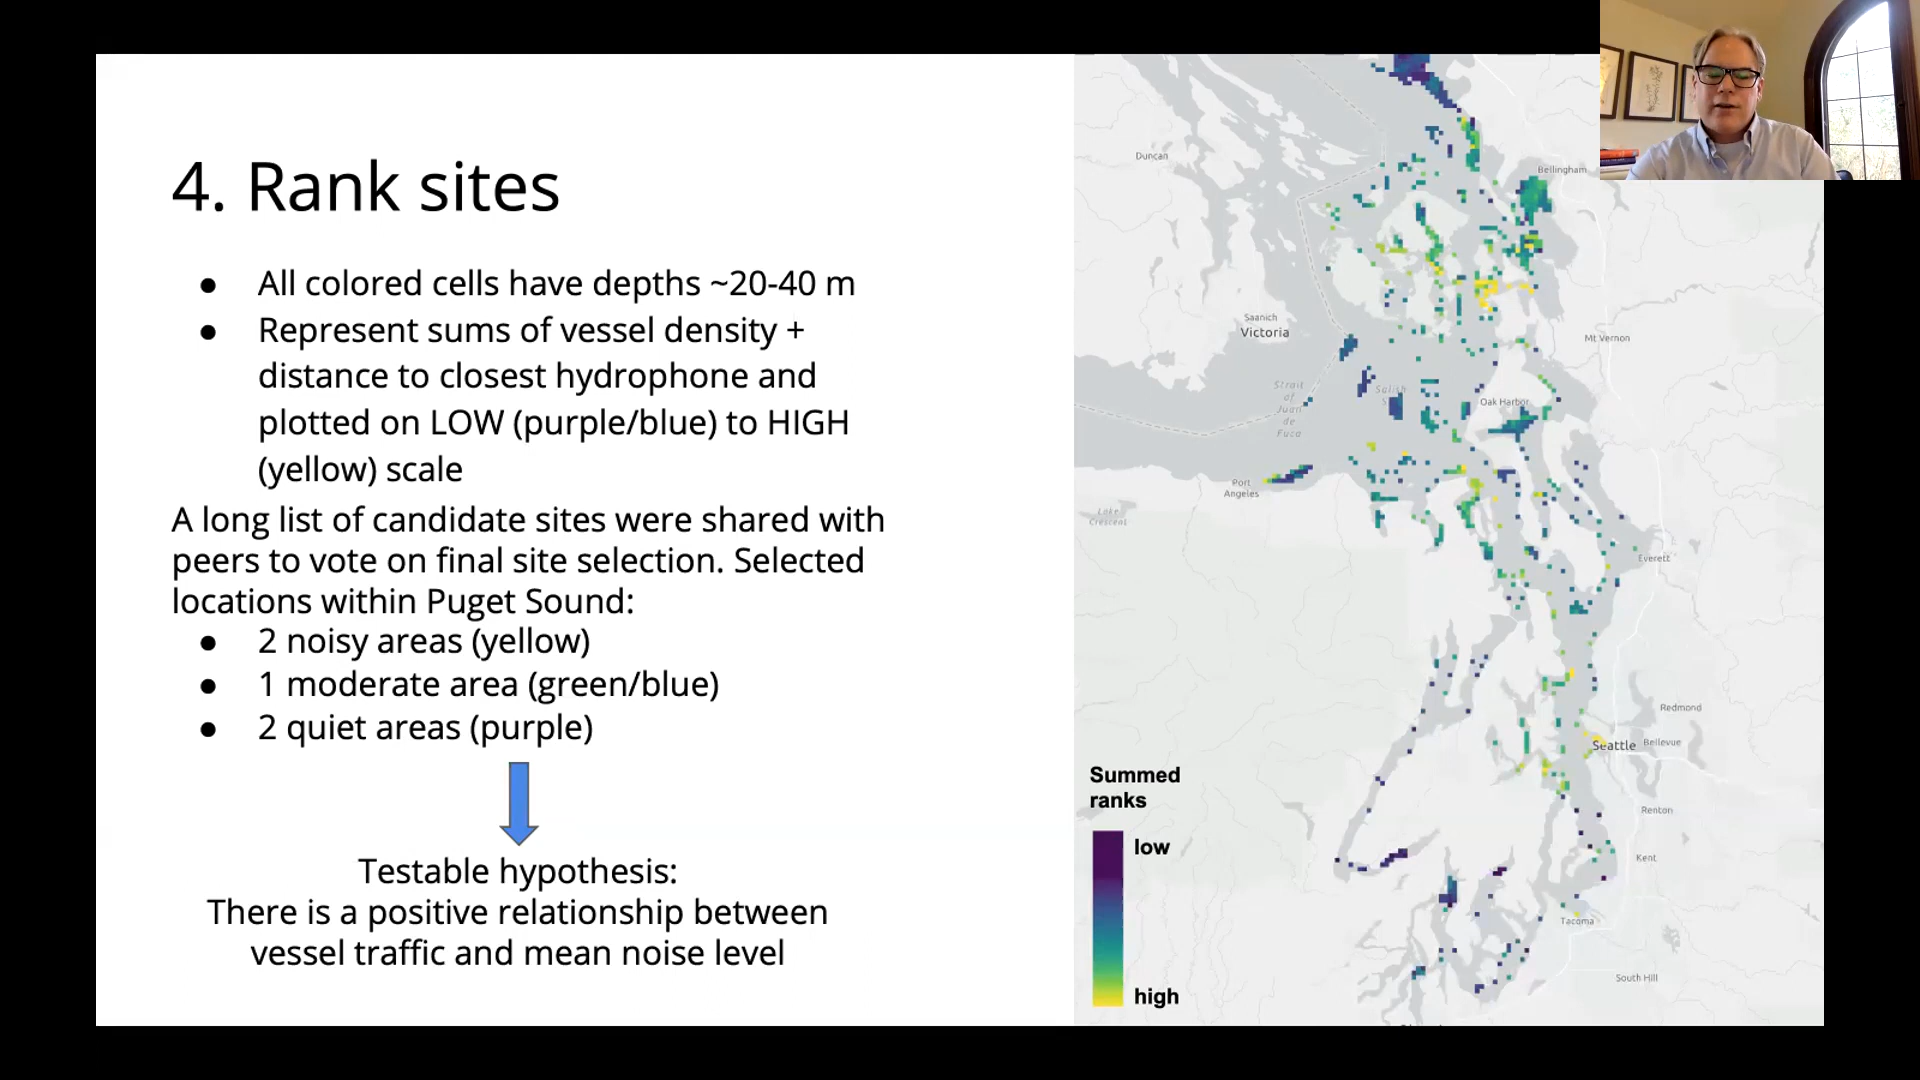 4. Rank sites
● All colored cells have depths ~20-40 m
● Represent sums of vessel density +
distance to closest hydrophone and
plotted on LOW (purple/blue) to HIGH
(yellow) scale
A long list of candidate sites were shared with
peers to vote on final site selection. Selected
locations within Puget Sound:
● 2 noisy areas (yellow)
● 1 moderate area (green/blue)
● 2 quiet areas (purple)
Testable hypothesis:
There is a positive relationship between
vessel traffic and mean noise level
Duncan
Bellingham
Saanich
Victoria
Mt Vernon
Strait
of
Juan
de
Fuca
Salish
Oak Harbor
Port
Angeles
Lake
Crescent
Everett
Redmond
Seattle
Bellevue
Renton
Kent
Tacoma
South Hill
Summed
ranks
low
high